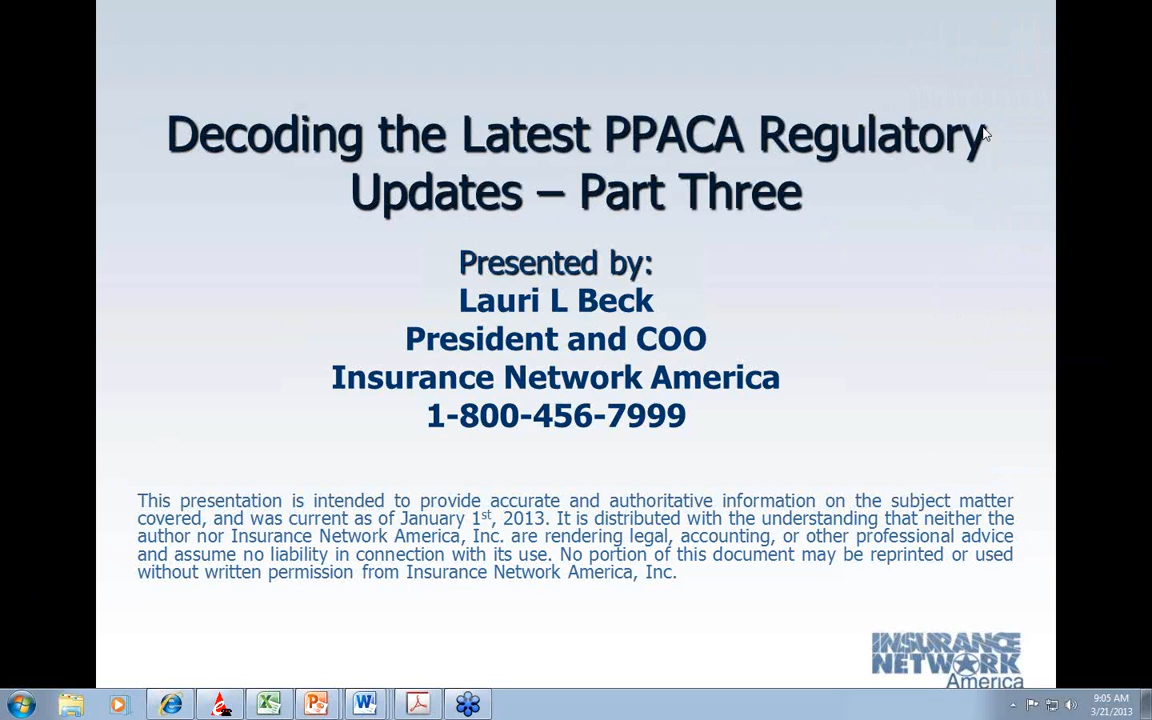 Decoding the Latest PPACA Regulatory
Updates – Part Three
Presented by:
Lauri L Beck
President and COO
Insurance Network America
1-800-456-7999
This presentation is intended to provide accurate and authoritative information on the subject matter
covered, and was current as of January 1st, 2013. It is distributed with the understanding that neither the
author nor Insurance Network America, Inc. are rendering legal, accounting, or other professional advice
and assume no liability in connection with its use. No portion of this document may be reprinted or used
without written permission from Insurance Network America, Inc.
INSURANCE
NETWORK
America
9:05 AM
3/21/2013